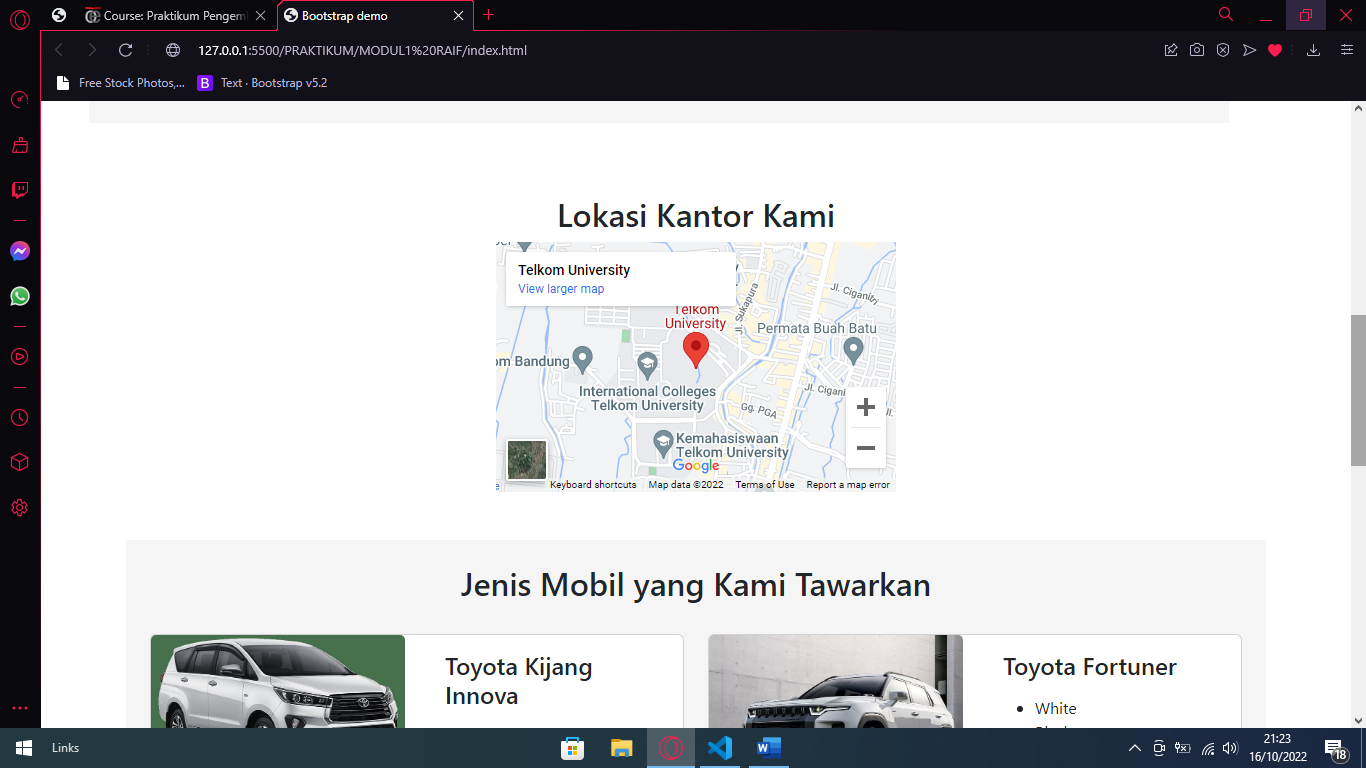 Course: Praktikum Pengem
Bootstrap demo
127.0.0.1:5500/PRAKTIKUM/MODUL1%20RAIF/index.html
Free Stock Photos,...
B Text · Bootstrap v5.2
Lokasi Kantor Kami
Telkom University
View larger map
Telkom
University
Jl. Sukapura
Jl. Ciganitri
Permata Buah Batu
om Bandung
International Colleges
Telkom University
Jl. Cigani
Gg. PGA
Kemahasiswaan
Telkom University
Google
Keyboard shortcuts Map data ©2022 Terms of Use Report a map error
Jenis Mobil yang Kami Tawarkan
Toyota Kijang
Innova
Toyota Fortuner
• White
Links
W
21:23
16/10/2022
18